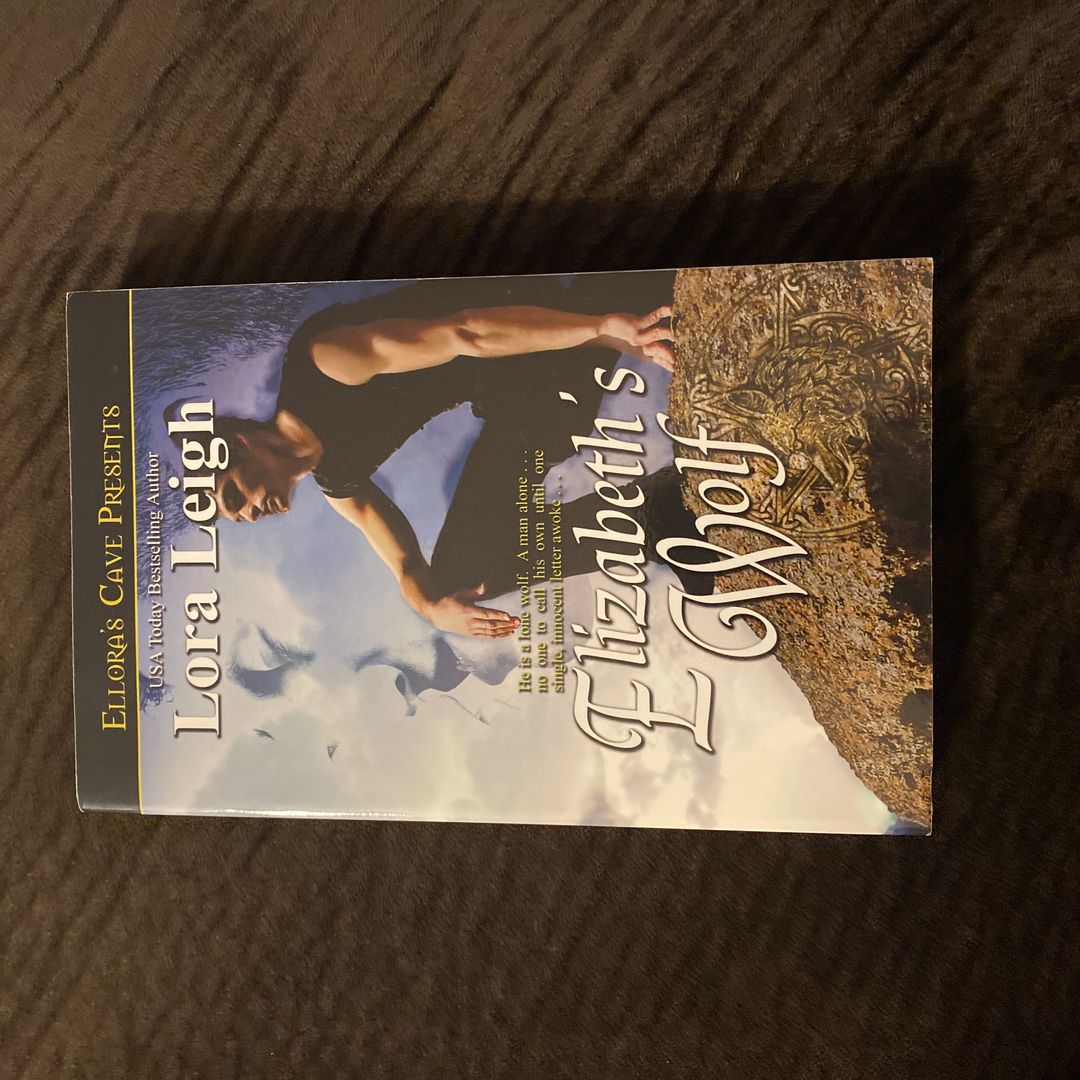 Ellora's Cave Presents
USA Today Bestselling Author
Lora Leigh
He is a lone wolf. A man alone . . .
no one to call his own until one
single, innocent letter awoke . . .
Elizabeth's
Wolf